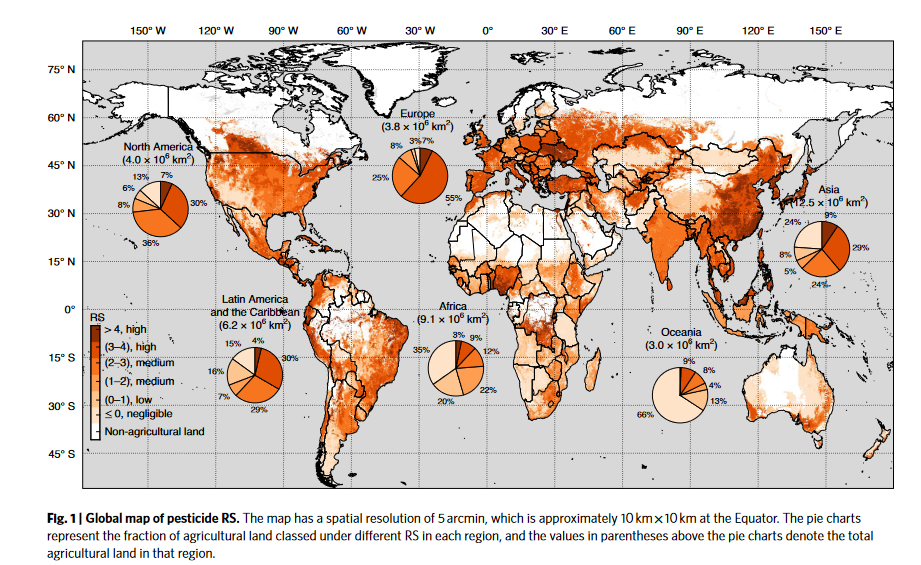 150° W 120° W 90° W 60° W 30° W 0° 30° E 60° E 90° E 120° E 150° E
75° N
60° N
45° N
30° N
15° N
0°
15° S
30° S
45° S
North America
(4.0 × 10⁶ km²)
13% 7%
6%
8%
30%
36%
Europe
(3.8 × 10⁶ km²)
8% 3% 7%
25%
55%
Asia
(12.5 × 10⁶ km²)
9%
24%
29%
8%
5%
24%
Latin America
and the Caribbean
(6.2 × 10⁶ km²)
15% 4%
30%
16%
7%
29%
Africa
(9.1 × 10⁶ km²)
3% 9%
35%
12%
22%
20%
Oceania
(3.0 × 10⁶ km²)
9%
8%
4%
13%
66%
RS
> 4, high
(3–4), high
(2–3), medium
(1–2), medium
(0–1), low
≤ 0, negligible
Non-agricultural land
Fig. 1 | Global map of pesticide RS. The map has a spatial resolution of 5 arcmin, which is approximately 10 km × 10 km at the Equator. The pie charts
represent the fraction of agricultural land classed under different RS in each region, and the values in parentheses above the pie charts denote the total
agricultural land in that region.